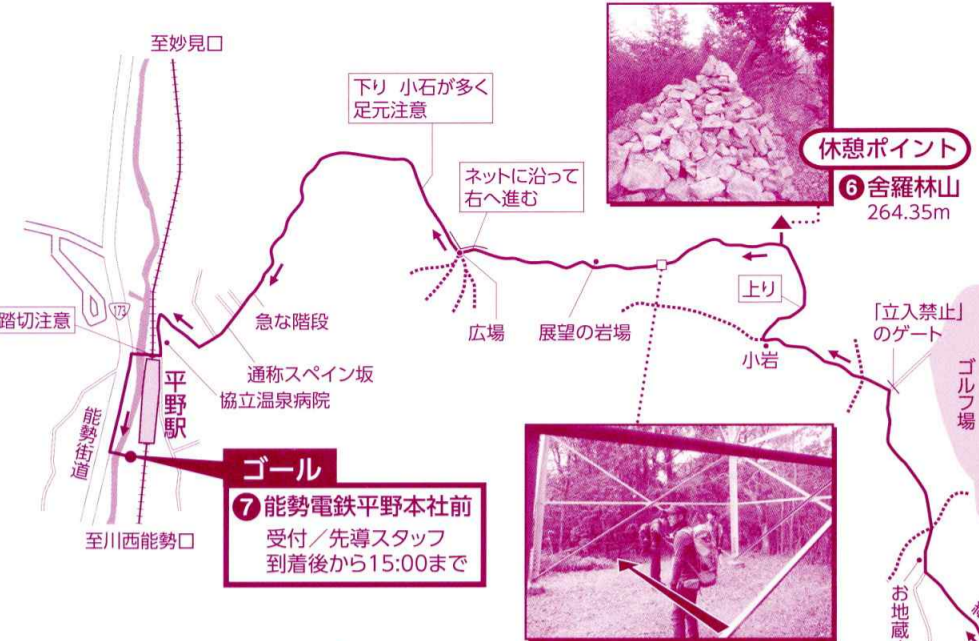 至妙見口
下り 小石が多く
足元注意
ネットに沿って
右へ進む
休憩ポイント
❻舎羅林山
264.35m
上り
「立入禁止」
のゲート
ゴルフ場
小岩
展望の岩場
広場
急な階段
通称スペイン坂
協立温泉病院
踏切注意
173
平野駅
能勢街道
至川西能勢口
ゴール
❼能勢電鉄平野本社前
受付／先導スタッフ
到着後から15:00まで
お地蔵